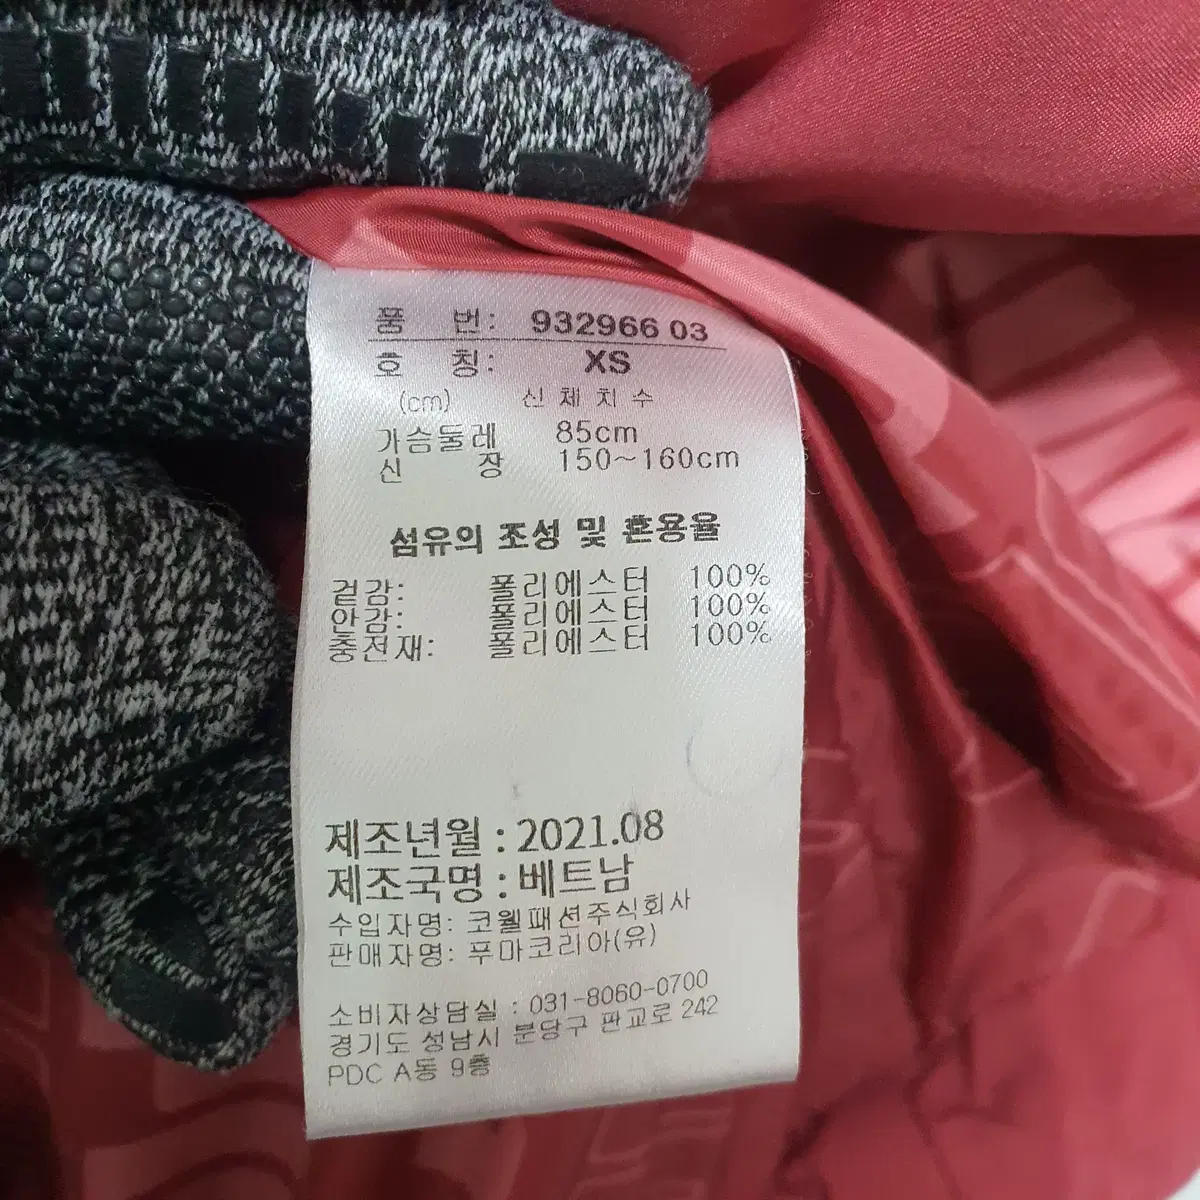 품 번: 932966 03
호 칭: XS
(cm) 신체치수
가슴둘레 85cm
신 장 150~160cm
섬유의 조성 및 혼용율
겉감: 폴리에스터 100%
안감: 폴리에스터 100%
충전재: 폴리에스터 100%
제조년월 : 2021.08
제조국명 : 베트남
수입자명: 코웰패션주식회사
판매자명: 푸마코리아(유)
소비자상담실 : 031-8060-0700
경기도 성남시 분당구 판교로 242
PDC A동 9층